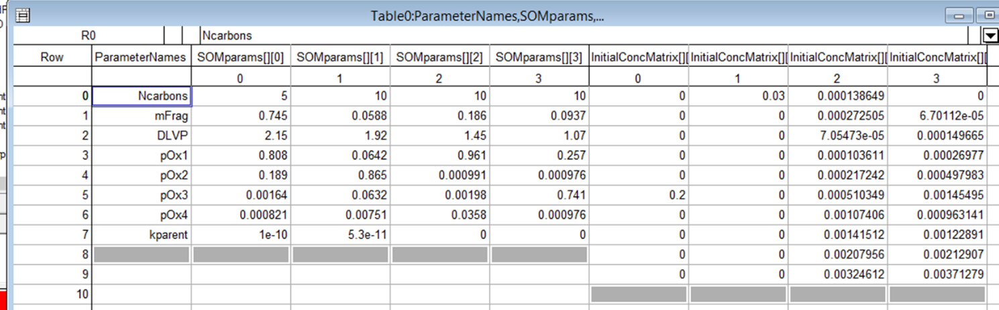 Table0:ParameterNames,SOMparams,...
R0 Ncarbons
Row ParameterNames SOMparams[][0] SOMparams[][1] SOMparams[][2] SOMparams[][3] InitialConcMatrix[][ InitialConcMatrix[][ InitialConcMatrix[][ InitialConcMatrix[][
0 1 2 3 0 1 2 3
0 Ncarbons 5 10 10 10 0 0.03 0.000138649 0
1 mFrag 0.745 0.0588 0.186 0.0937 0 0 0.000272505 6.70112e-05
2 DLVP 2.15 1.92 1.45 1.07 0 0 7.05473e-05 0.000149665
3 pOx1 0.808 0.0642 0.961 0.257 0 0 0.000103611 0.00026977
4 pOx2 0.189 0.865 0.000991 0.000976 0 0 0.000217242 0.000497983
5 pOx3 0.00164 0.0632 0.00198 0.741 0.2 0 0.000510349 0.00145495
6 pOx4 0.000821 0.00751 0.0358 0.000976 0 0 0.00107406 0.000963141
7 kparent 1e-10 5.3e-11 0 0 0 0 0.00141512 0.00122891
8 0 0 0.00207956 0.00212907
9 0 0 0.00324612 0.00371279
10